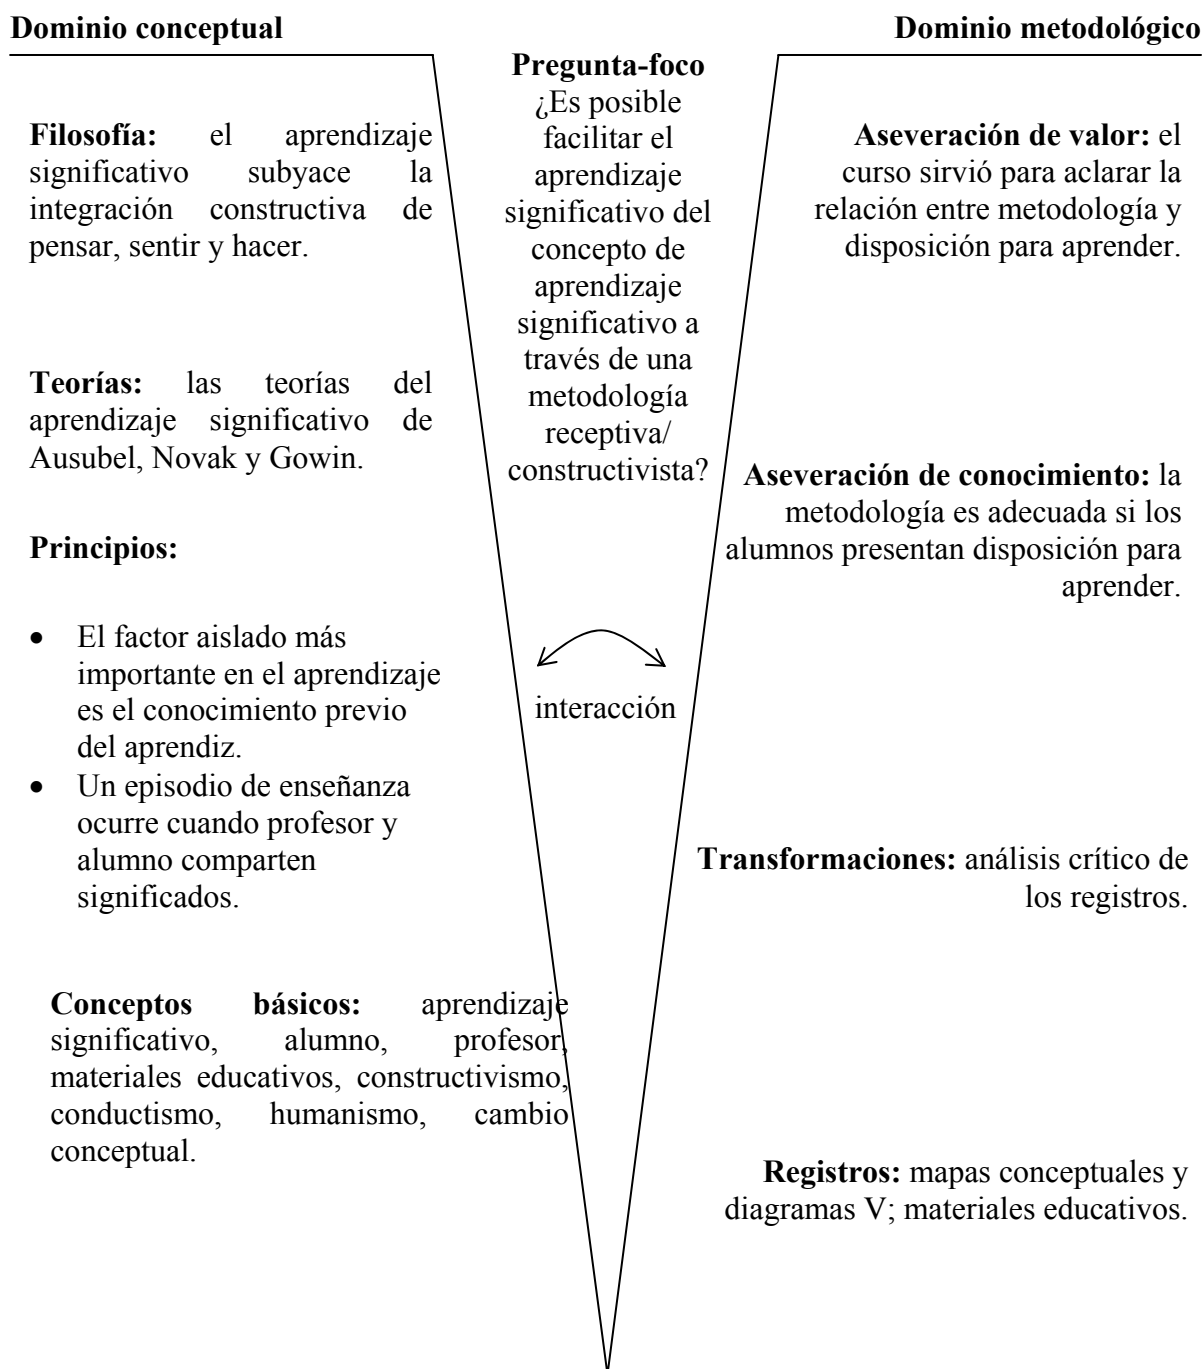 Dominio conceptual
Filosofía: el aprendizaje
significativo subyace la
integración constructiva de
pensar, sentir y hacer.
Teorías: las teorías del
aprendizaje significativo de
Ausubel, Novak y Gowin.
Principios:
• El factor aislado más
importante en el aprendizaje
es el conocimiento previo
del aprendiz.
• Un episodio de enseñanza
ocurre cuando profesor y
alumno comparten
significados.
Conceptos básicos: aprendizaje
significativo, alumno, profesor,
materiales educativos, constructivismo,
conductismo, humanismo, cambio
conceptual.
Pregunta-foco
¿Es posible
facilitar el
aprendizaje
significativo del
concepto de
aprendizaje
significativo a
través de una
metodología
receptiva/
constructivista?
interacción
Dominio metodológico
Aseveración de valor: el
curso sirvió para aclarar la
relación entre metodología y
disposición para aprender.
Aseveración de conocimiento: la
metodología es adecuada si los
alumnos presentan disposición para
aprender.
Transformaciones: análisis crítico de
los registros.
Registros: mapas conceptuales y
diagramas V; materiales educativos.